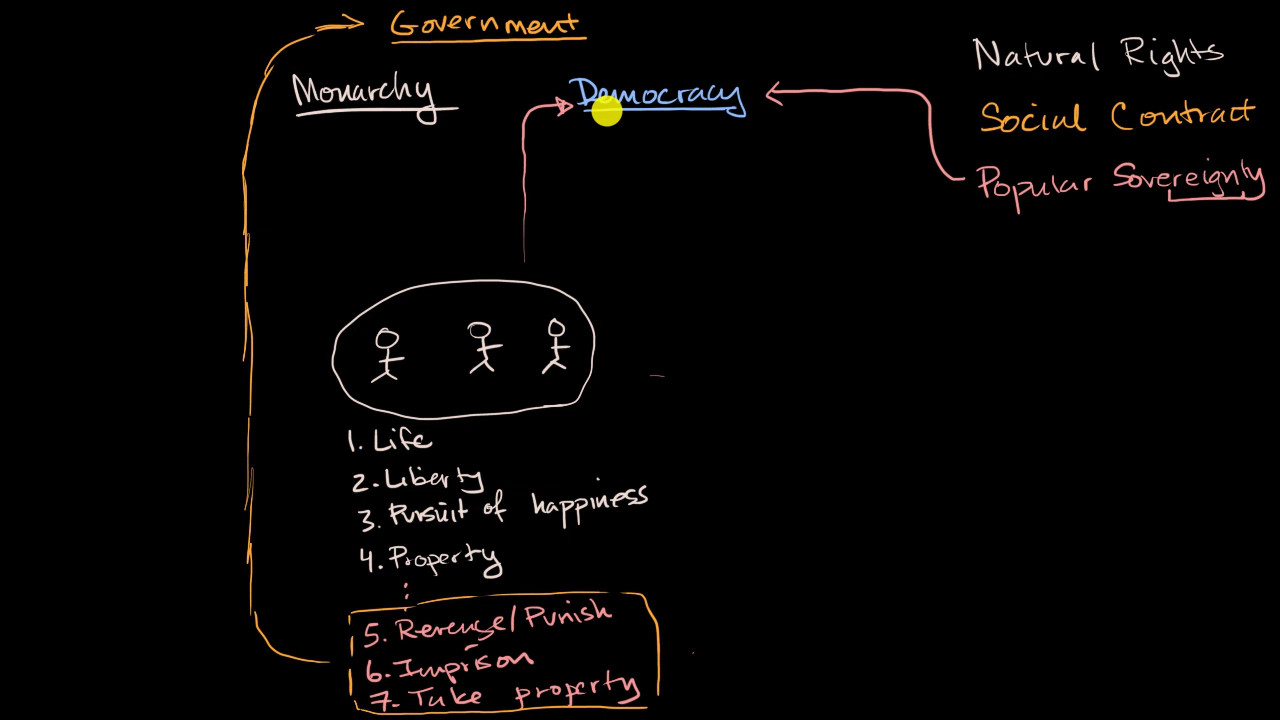 Government
Monarchy
Democracy
Natural Rights
Social Contract
Popular Sovereignty
1. Life
2. Liberty
3. Pursuit of happiness
4. Property
5. Revenge/Punish
6. Imprison
7. Take property